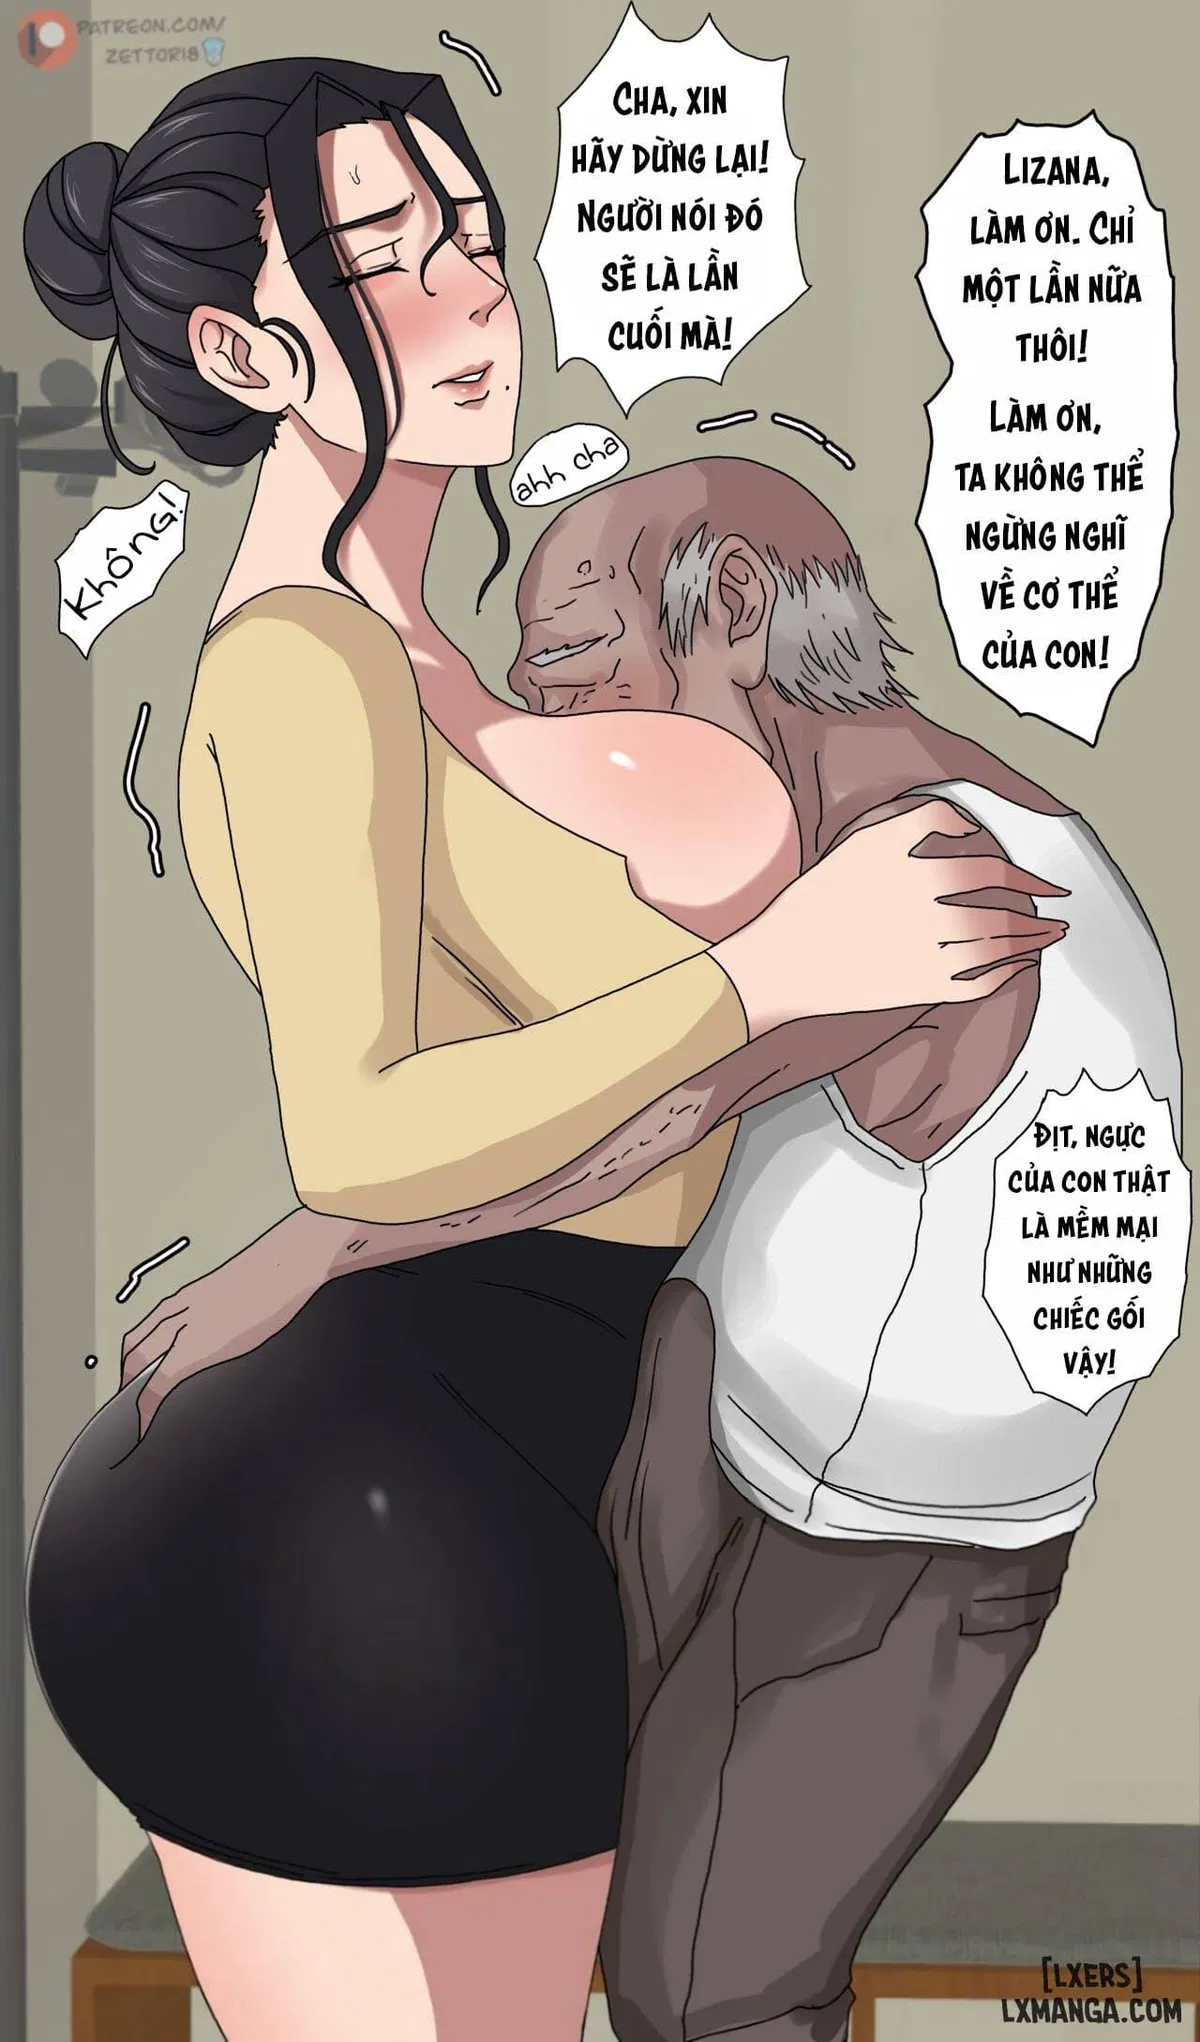 PATREON.COM/
ZETTOR18
CHA, XIN
HÃY DỪNG LẠI!
NGƯỜI NÓI ĐÓ
SẼ LÀ LẦN
CUỐI MÀ!
LIZANA,
LÀM ƠN. CHỈ
MỘT LẦN NỮA
THÔI!
LÀM ƠN,
TA KHÔNG THỂ
NGỪNG NGHĨ
VỀ CƠ THỂ
CỦA CON!
ahh cha
KHÔNG!
ĐỊT, NGỰC
CỦA CON THẬT
LÀ MỀM MẠI
NHƯ NHỮNG
CHIẾC GỐI
VẬY!
[LXERS]
LXMANGA.COM